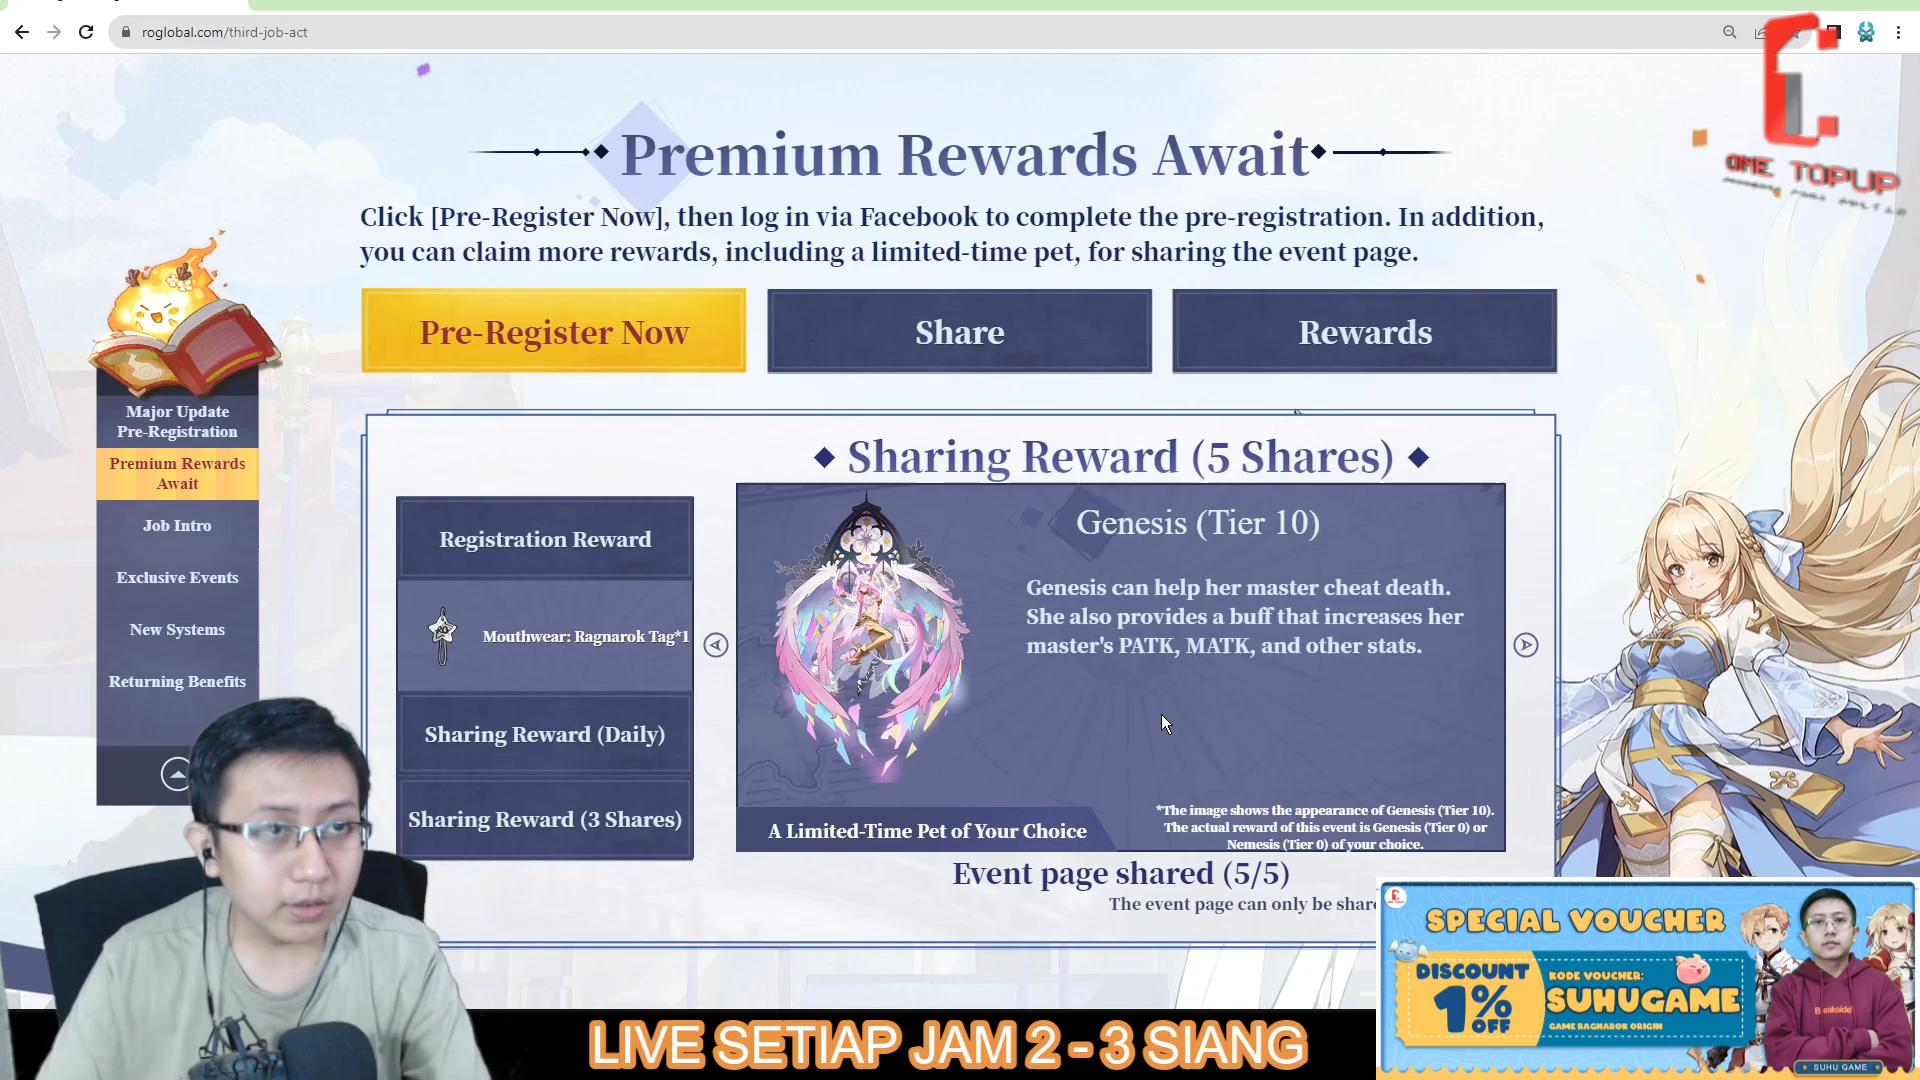 roglobal.com/third-job-act
ONE TOPUP
Premium Rewards Await
Click [Pre-Register Now], then log in via Facebook to complete the pre-registration. In addition,
you can claim more rewards, including a limited-time pet, for sharing the event page.
Pre-Register Now
Share
Rewards
Major Update
Pre-Registration
Premium Rewards
Await
Job Intro
Exclusive Events
New Systems
Returning Benefits
Sharing Reward (5 Shares)
Registration Reward
Mouthwear: Ragnarok Tag*1
Sharing Reward (Daily)
Sharing Reward (3 Shares)
Genesis (Tier 10)
Genesis can help her master cheat death.
She also provides a buff that increases her
master's PATK, MATK, and other stats.
A Limited-Time Pet of Your Choice
*The image shows the appearance of Genesis (Tier 10).
The actual reward of this event is Genesis (Tier 0) or
Nemesis (Tier 0) of your choice.
Event page shared (5/5)
The event page can only be share
SPECIAL VOUCHER
DISCOUNT
1% OFF
KODE VOUCHER:
SUHUGAME
GAME RAGNAROK ORIGIN
SUHU GAME
LIVE SETIAP JAM 2 - 3 SIANG